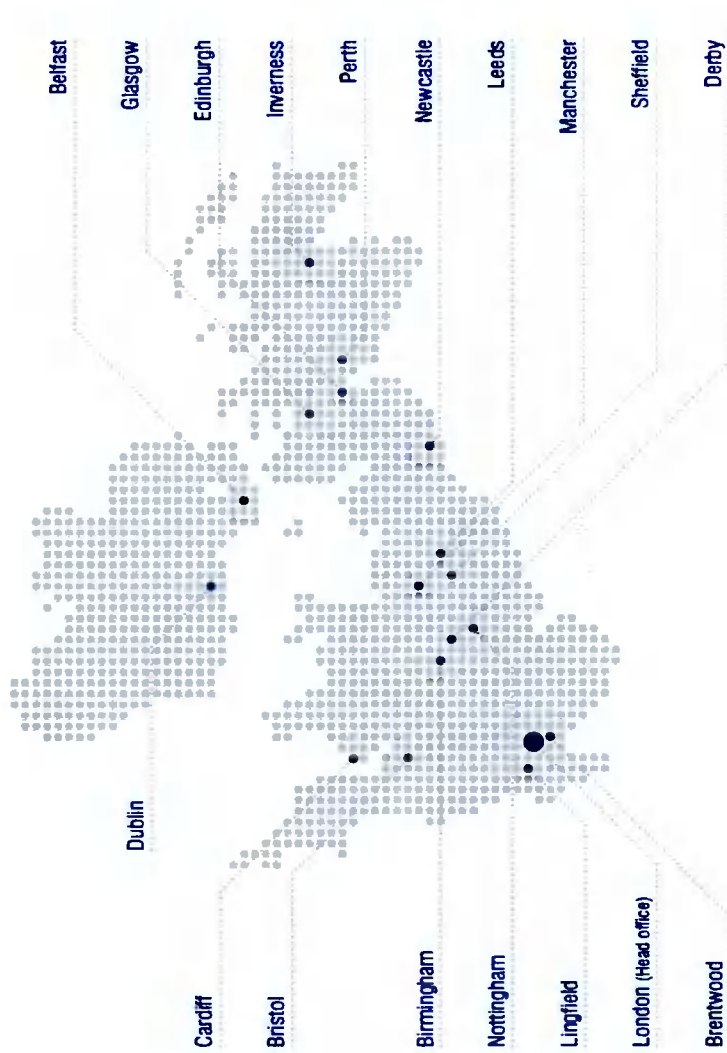 Belfast
Glasgow
Edinburgh
Inverness
Perth
Newcastle
Leeds
Manchester
Sheffield
Derby
Dublin
Cardiff
Bristol
Birmingham
Nottingham
Lingfield
London (Head office)
Brentwood